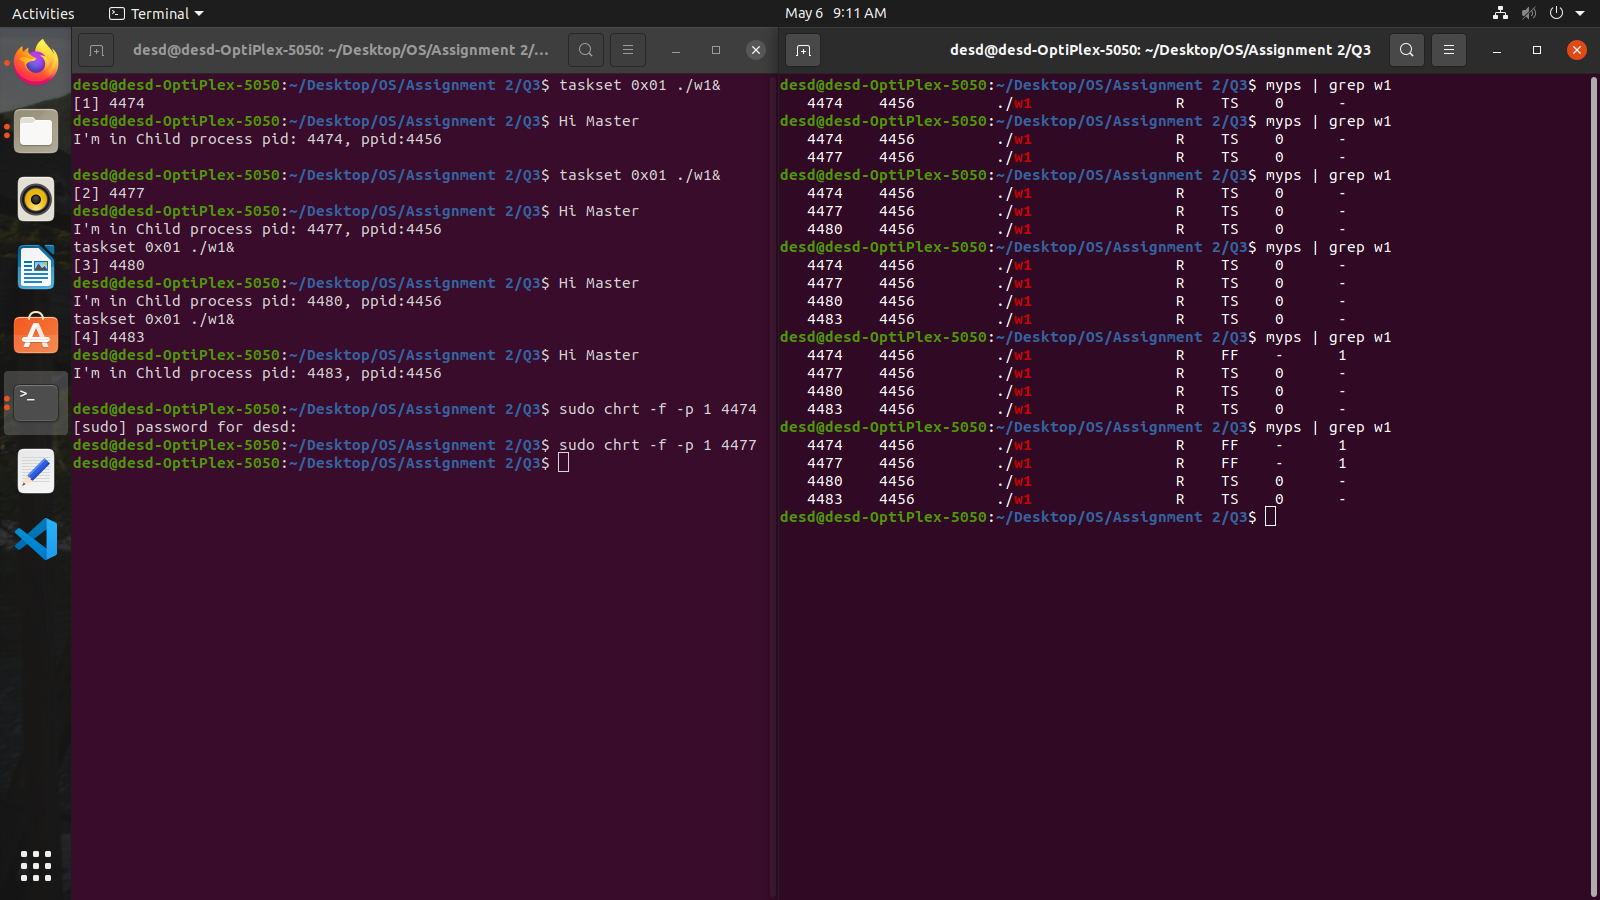 Activities Terminal May 6 9:11 AM
desd@desd-OptiPlex-5050: ~/Desktop/OS/Assignment 2/...
desd@desd-OptiPlex-5050:~/Desktop/OS/Assignment 2/Q3$ taskset 0x01 ./w1&
[1] 4474
desd@desd-OptiPlex-5050:~/Desktop/OS/Assignment 2/Q3$ Hi Master
I'm in Child process pid: 4474, ppid:4456
desd@desd-OptiPlex-5050:~/Desktop/OS/Assignment 2/Q3$ taskset 0x01 ./w1&
[2] 4477
desd@desd-OptiPlex-5050:~/Desktop/OS/Assignment 2/Q3$ Hi Master
I'm in Child process pid: 4477, ppid:4456
taskset 0x01 ./w1&
[3] 4480
desd@desd-OptiPlex-5050:~/Desktop/OS/Assignment 2/Q3$ Hi Master
I'm in Child process pid: 4480, ppid:4456
taskset 0x01 ./w1&
[4] 4483
desd@desd-OptiPlex-5050:~/Desktop/OS/Assignment 2/Q3$ Hi Master
I'm in Child process pid: 4483, ppid:4456
desd@desd-OptiPlex-5050:~/Desktop/OS/Assignment 2/Q3$ sudo chrt -f -p 1 4474
[sudo] password for desd:
desd@desd-OptiPlex-5050:~/Desktop/OS/Assignment 2/Q3$ sudo chrt -f -p 1 4477
desd@desd-OptiPlex-5050:~/Desktop/OS/Assignment 2/Q3$
desd@desd-OptiPlex-5050: ~/Desktop/OS/Assignment 2/Q3
desd@desd-OptiPlex-5050:~/Desktop/OS/Assignment 2/Q3$ myps | grep w1
4474 4456 ./w1 R TS 0 -
desd@desd-OptiPlex-5050:~/Desktop/OS/Assignment 2/Q3$ myps | grep w1
4474 4456 ./w1 R TS 0 -
4477 4456 ./w1 R TS 0 -
desd@desd-OptiPlex-5050:~/Desktop/OS/Assignment 2/Q3$ myps | grep w1
4474 4456 ./w1 R TS 0 -
4477 4456 ./w1 R TS 0 -
4480 4456 ./w1 R TS 0 -
desd@desd-OptiPlex-5050:~/Desktop/OS/Assignment 2/Q3$ myps | grep w1
4474 4456 ./w1 R TS 0 -
4477 4456 ./w1 R TS 0 -
4480 4456 ./w1 R TS 0 -
4483 4456 ./w1 R TS 0 -
desd@desd-OptiPlex-5050:~/Desktop/OS/Assignment 2/Q3$ myps | grep w1
4474 4456 ./w1 R FF - 1
4477 4456 ./w1 R TS 0 -
4480 4456 ./w1 R TS 0 -
4483 4456 ./w1 R TS 0 -
desd@desd-OptiPlex-5050:~/Desktop/OS/Assignment 2/Q3$ myps | grep w1
4474 4456 ./w1 R FF - 1
4477 4456 ./w1 R FF - 1
4480 4456 ./w1 R TS 0 -
4483 4456 ./w1 R TS 0 -
desd@desd-OptiPlex-5050:~/Desktop/OS/Assignment 2/Q3$